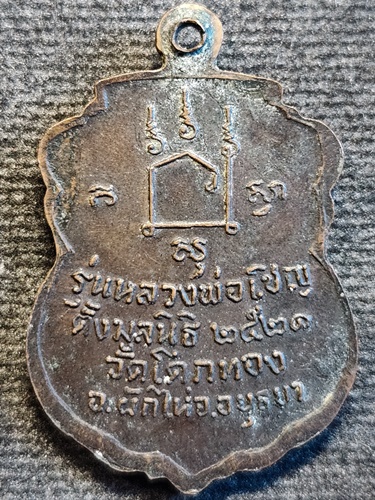 รุ่นหลวงพ่อเชิญ
ตั้งมูลนิธิ ๒๕๒๑
วัดโคกทอง
อ.ผักไห่จ.อยุธยา